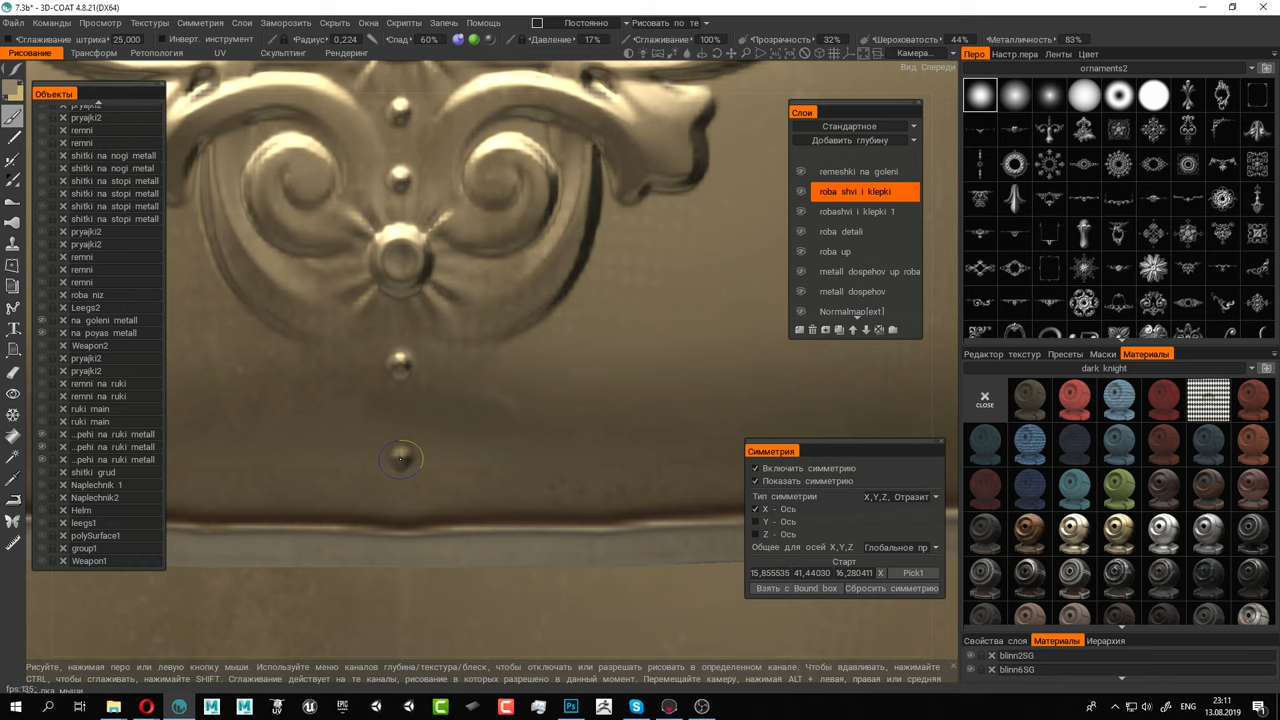 7.3b* - 3D-COAT 4.8.21(DX64)
Файл Команды Просмотр Текстуры Симметрия Слои Заморозить Скрыть Окна Скрипты Запечь Помощь Постоянно Рисовать по те
Сглаживание штриха 25,000 Инверт. инструмент Радиус 0,224 Спад 60% Давление 17% Сглаживание 100% Прозрачность 32% Шероховатость 44% Металличность 83%
Рисование Трансформ Ретопология UV Скульптинг Рендеринг Камера... Перо Настр.пера Ленты Цвет
Вид Спереди
ornaments2
Объекты
pryajki2
pryajki2
remni
remni
shitki na nogi metall
shitki na nogi metal
shitki na stopi metall
shitki na stopi metall
shitki na stopi metall
shitki na stopi metall
pryajki2
pryajki2
remni
remni
remni
roba niz
Leegs2
na goleni metall
na poyas metall
Weapon2
pryajki2
pryajki2
remni na ruki
remni na ruki
ruki main
ruki main
...pehi na ruki metall
...pehi na ruki metall
...pehi na ruki metall
shitki grud
Naplechnik 1
Naplechnik2
Helm
leegs1
polySurface1
group1
Weapon1
Слои
Стандартное
Добавить глубину
remeshki na goleni
roba shvi i klepki
robashvi i klepki 1
roba detali
roba up
metall dospehov up roba
metall dospehov
Normalmap[ext]
Симметрия
Включить симметрию
Показать симметрию
Тип симметрии X,Y,Z, Отразит
X - Ось
Y - Ось
Z - Ось
Общее для осей X,Y,Z Глобальное пр
Старт
15,855535 41,44030 16,280411 X Pick1
Взять с Bound box Сбросить симметрию
Редактор текстур Пресеты Маски Материалы
dark knight
CLOSE
Свойства слоя Материалы Иерархия
blinn2SG
blinn6SG
Рисуйте, нажимая перо или левую кнопку мыши. Используйте меню каналов глубина/текстура/блеск, чтобы отключить или разрешать рисовать в определенном канале. Чтобы вдавливать, нажимайте
CTRL, чтобы сглаживать, нажимайте SHIFT. Сглаживание действует на те каналы, рисование в которых разрешено в данный момент. Перемещайте камеру, нажимая ALT + левая, правая или средняя
fps:135;
мыши
ENG
23:11
13.08.2019